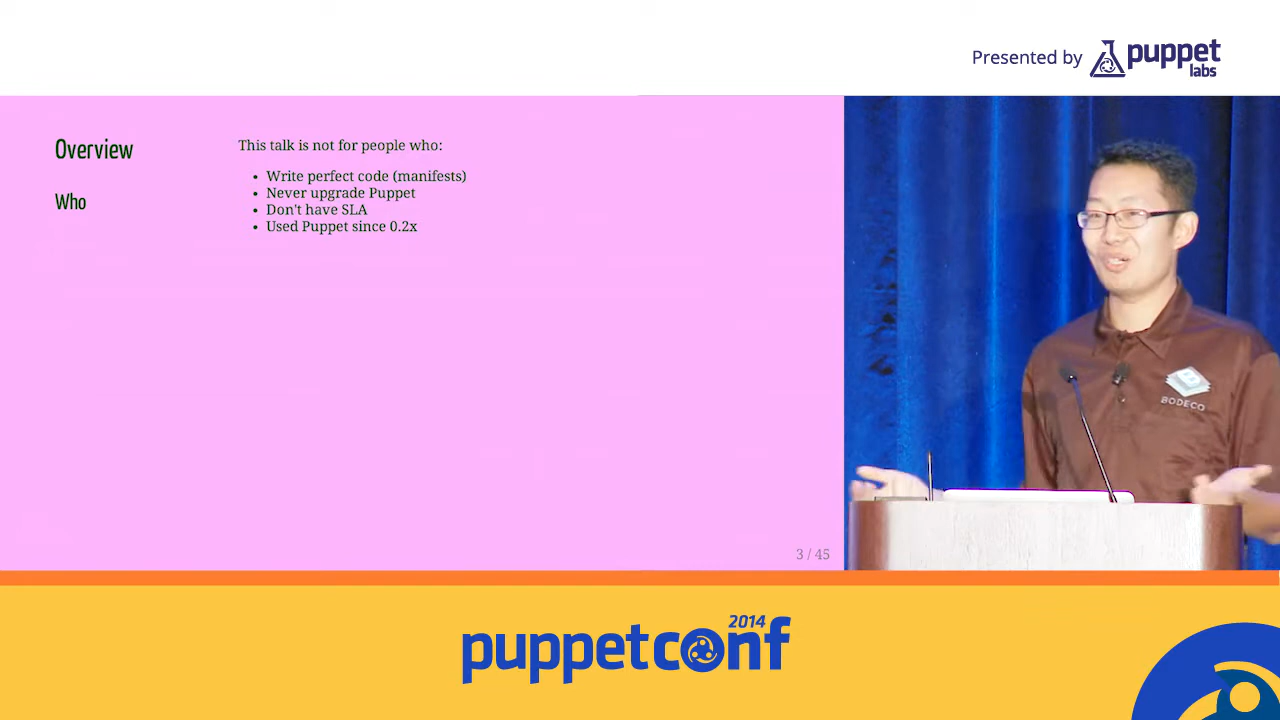 Presented by puppet labs
Overview
Who
This talk is not for people who:
• Write perfect code (manifests)
• Never upgrade Puppet
• Don't have SLA
• Used Puppet since 0.2x
BODECO
3 / 45
2014
puppetconf